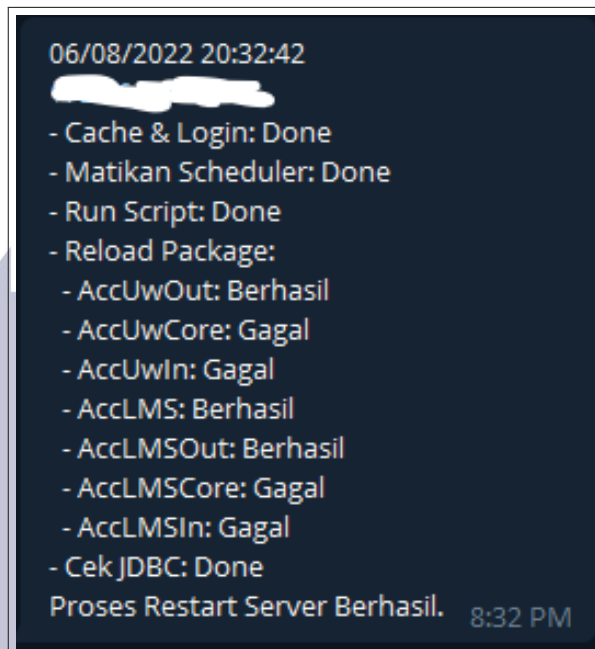 06/08/2022 20:32:42
- Cache & Login: Done
- Matikan Scheduler: Done
- Run Script: Done
- Reload Package:
- AccUwOut: Berhasil
- AccUwCore: Gagal
- AccUwIn: Gagal
- AccLMS: Berhasil
- AccLMSOut: Berhasil
- AccLMSCore: Gagal
- AccLMSIn: Gagal
- Cek JDBC: Done
Proses Restart Server Berhasil. 8:32 PM